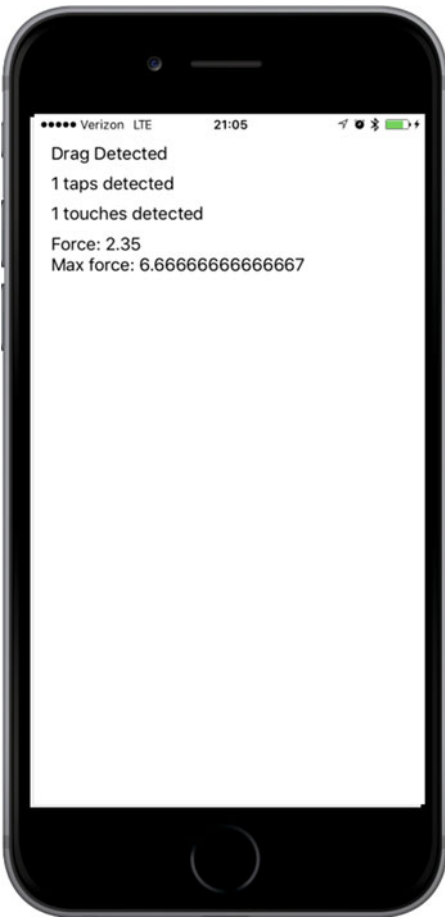 Verizon LTE 21:05
Drag Detected
1 taps detected
1 touches detected
Force: 2.35
Max force: 6.66666666666667